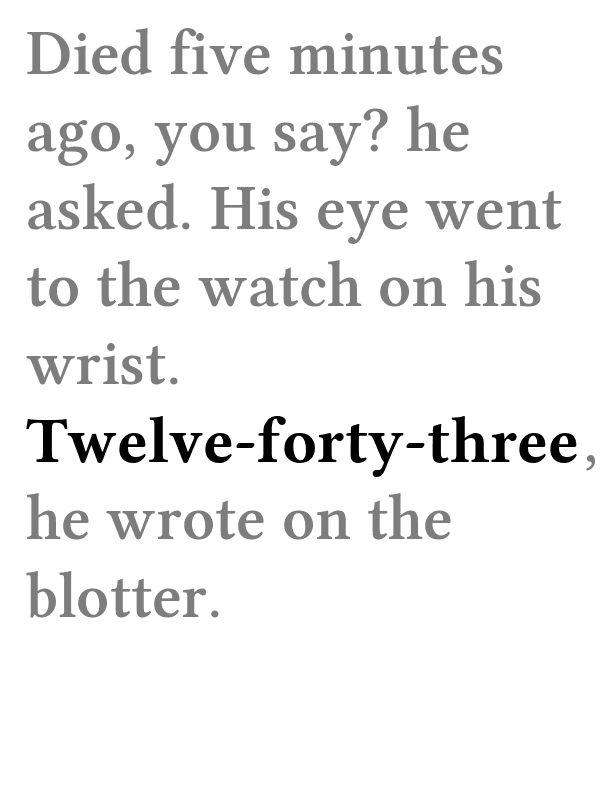 Died five minutes
ago, you say? he
asked. His eye went
to the watch on his
wrist.
Twelve-forty-three,
he wrote on the
blotter.